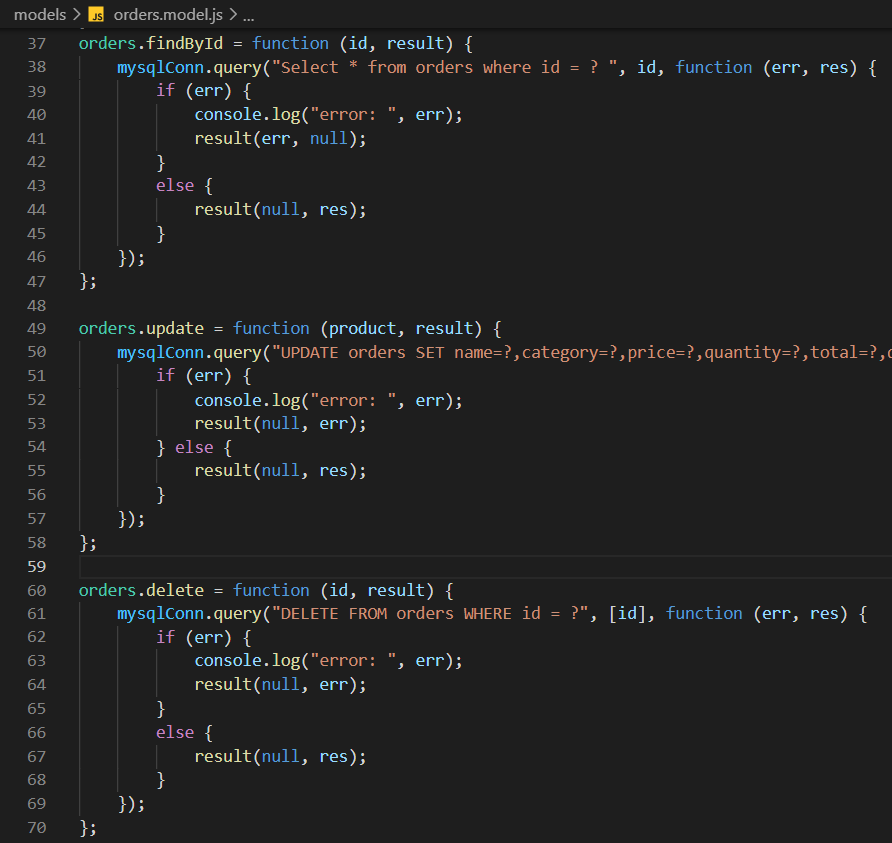 models > JS orders.model.js > ...
37 orders.findById = function (id, result) {
38     mysqlConn.query("Select * from orders where id = ? ", id, function (err, res) {
39         if (err) {
40             console.log("error: ", err);
41             result(err, null);
42         }
43         else {
44             result(null, res);
45         }
46     });
47 };
48
49 orders.update = function (product, result) {
50     mysqlConn.query("UPDATE orders SET name=?,category=?,price=?,quantity=?,total=?,
51         if (err) {
52             console.log("error: ", err);
53             result(null, err);
54         } else {
55             result(null, res);
56         }
57     });
58 };
59
60 orders.delete = function (id, result) {
61     mysqlConn.query("DELETE FROM orders WHERE id = ?", [id], function (err, res) {
62         if (err) {
63             console.log("error: ", err);
64             result(null, err);
65         }
66         else {
67             result(null, res);
68         }
69     });
70 };